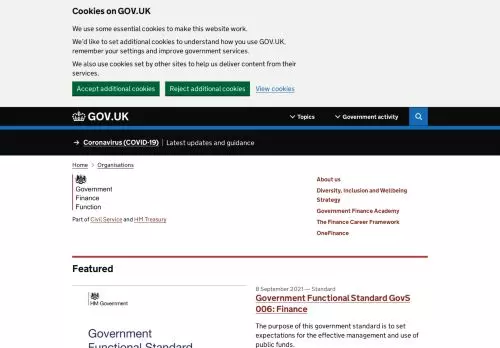 Cookies on GOV.UK
We use some essential cookies to make this website work.
We'd like to set additional cookies to understand how you use GOV.UK,
remember your settings and improve government services.
We also use cookies set by other sites to help us deliver content from their
services.
Accept additional cookies Reject additional cookies View cookies
GOV.UK Topics Government activity
→ Coronavirus (COVID-19) Latest updates and guidance
Home > Organisations
Government
Finance
Function
Part of Civil Service and HM Treasury
About us
Diversity, Inclusion and Wellbeing
Strategy
Government Finance Academy
The Finance Career Framework
OneFinance
Featured
HM Government
Government
Functional Standard
8 September 2021 — Standard
Government Functional Standard GovS
006: Finance
The purpose of this government standard is to set
expectations for the effective management and use of
public funds.